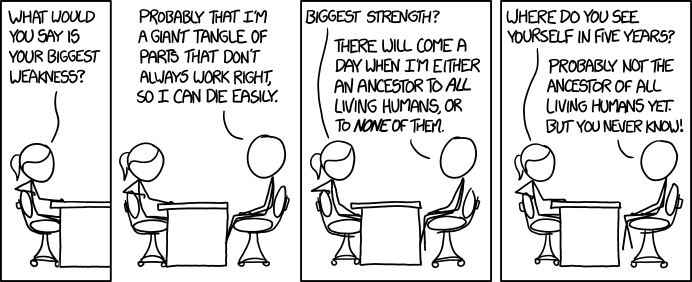 WHAT WOULD
YOU SAY IS
YOUR BIGGEST
WEAKNESS?
PROBABLY THAT I'M
A GIANT TANGLE OF
PARTS THAT DON'T
ALWAYS WORK RIGHT,
SO I CAN DIE EASILY.
BIGGEST STRENGTH?
THERE WILL COME A
DAY WHEN I'M EITHER
AN ANCESTOR TO ALL
LIVING HUMANS, OR
TO NONE OF THEM.
WHERE DO YOU SEE
YOURSELF IN FIVE YEARS?
PROBABLY NOT THE
ANCESTOR OF ALL
LIVING HUMANS YET.
BUT YOU NEVER KNOW!